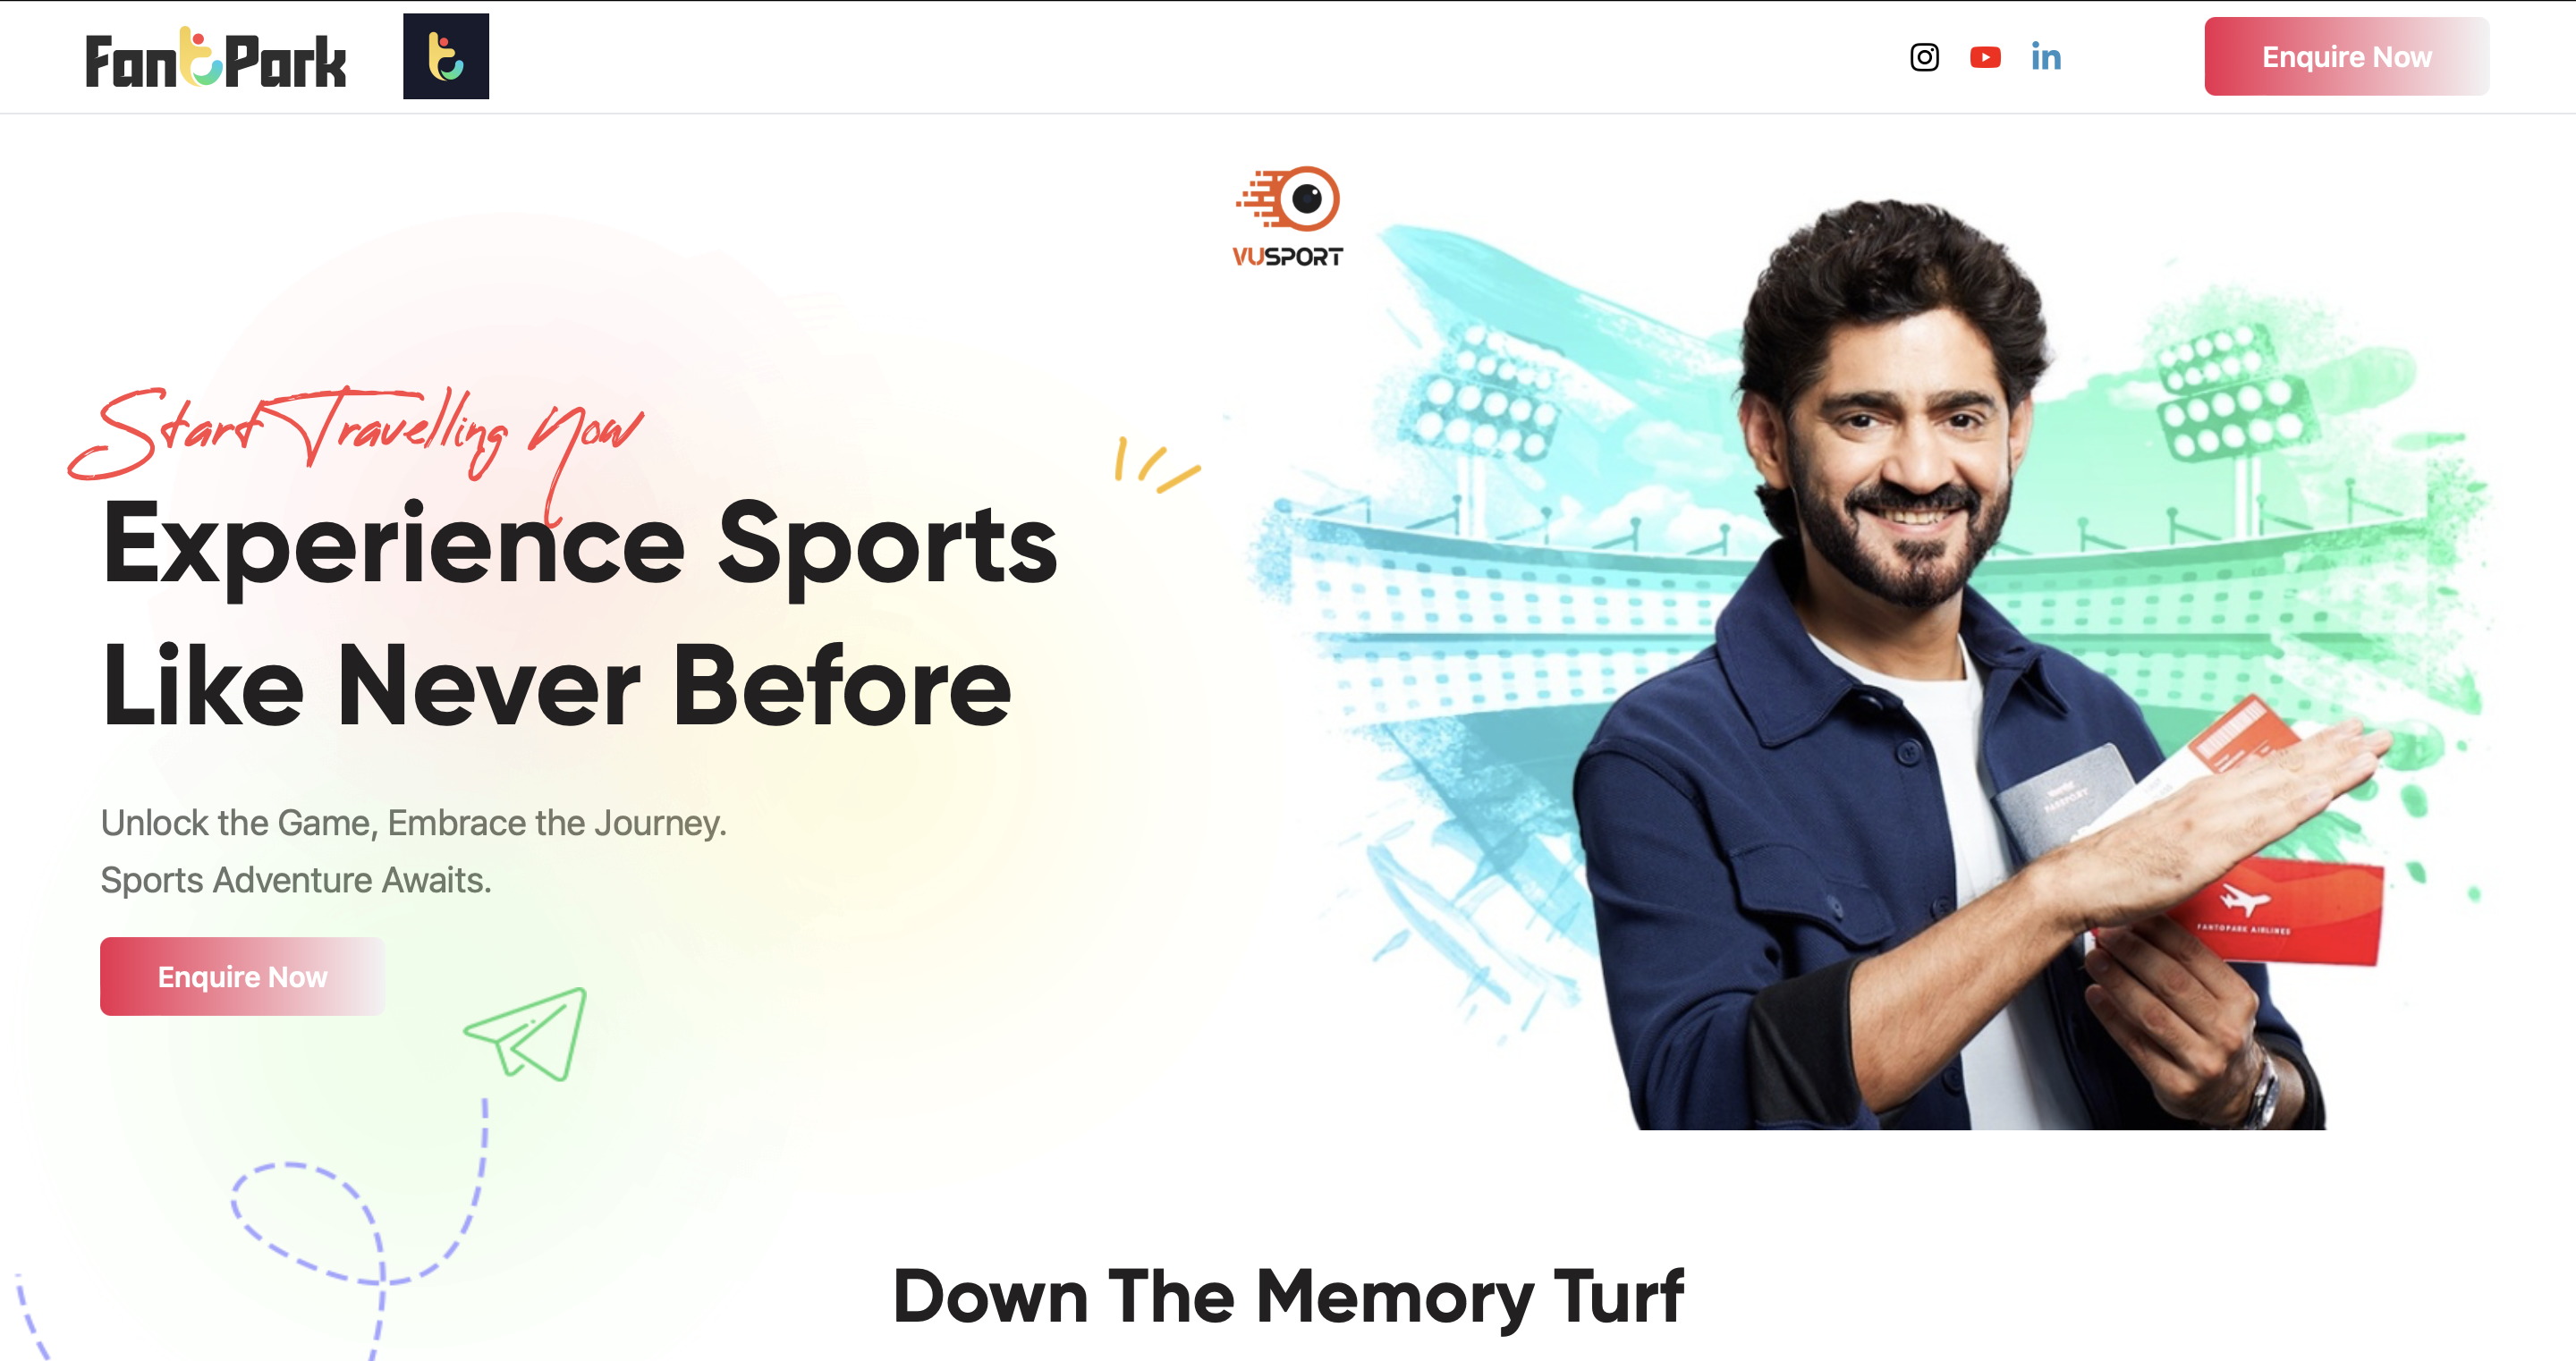 FantPark
Enquire Now
VUSPORT
Start Travelling Now
Experience Sports
Like Never Before
Unlock the Game, Embrace the Journey.
Sports Adventure Awaits.
Enquire Now
PASSPORT
FANTOPARK AIRLINES
Down The Memory Turf